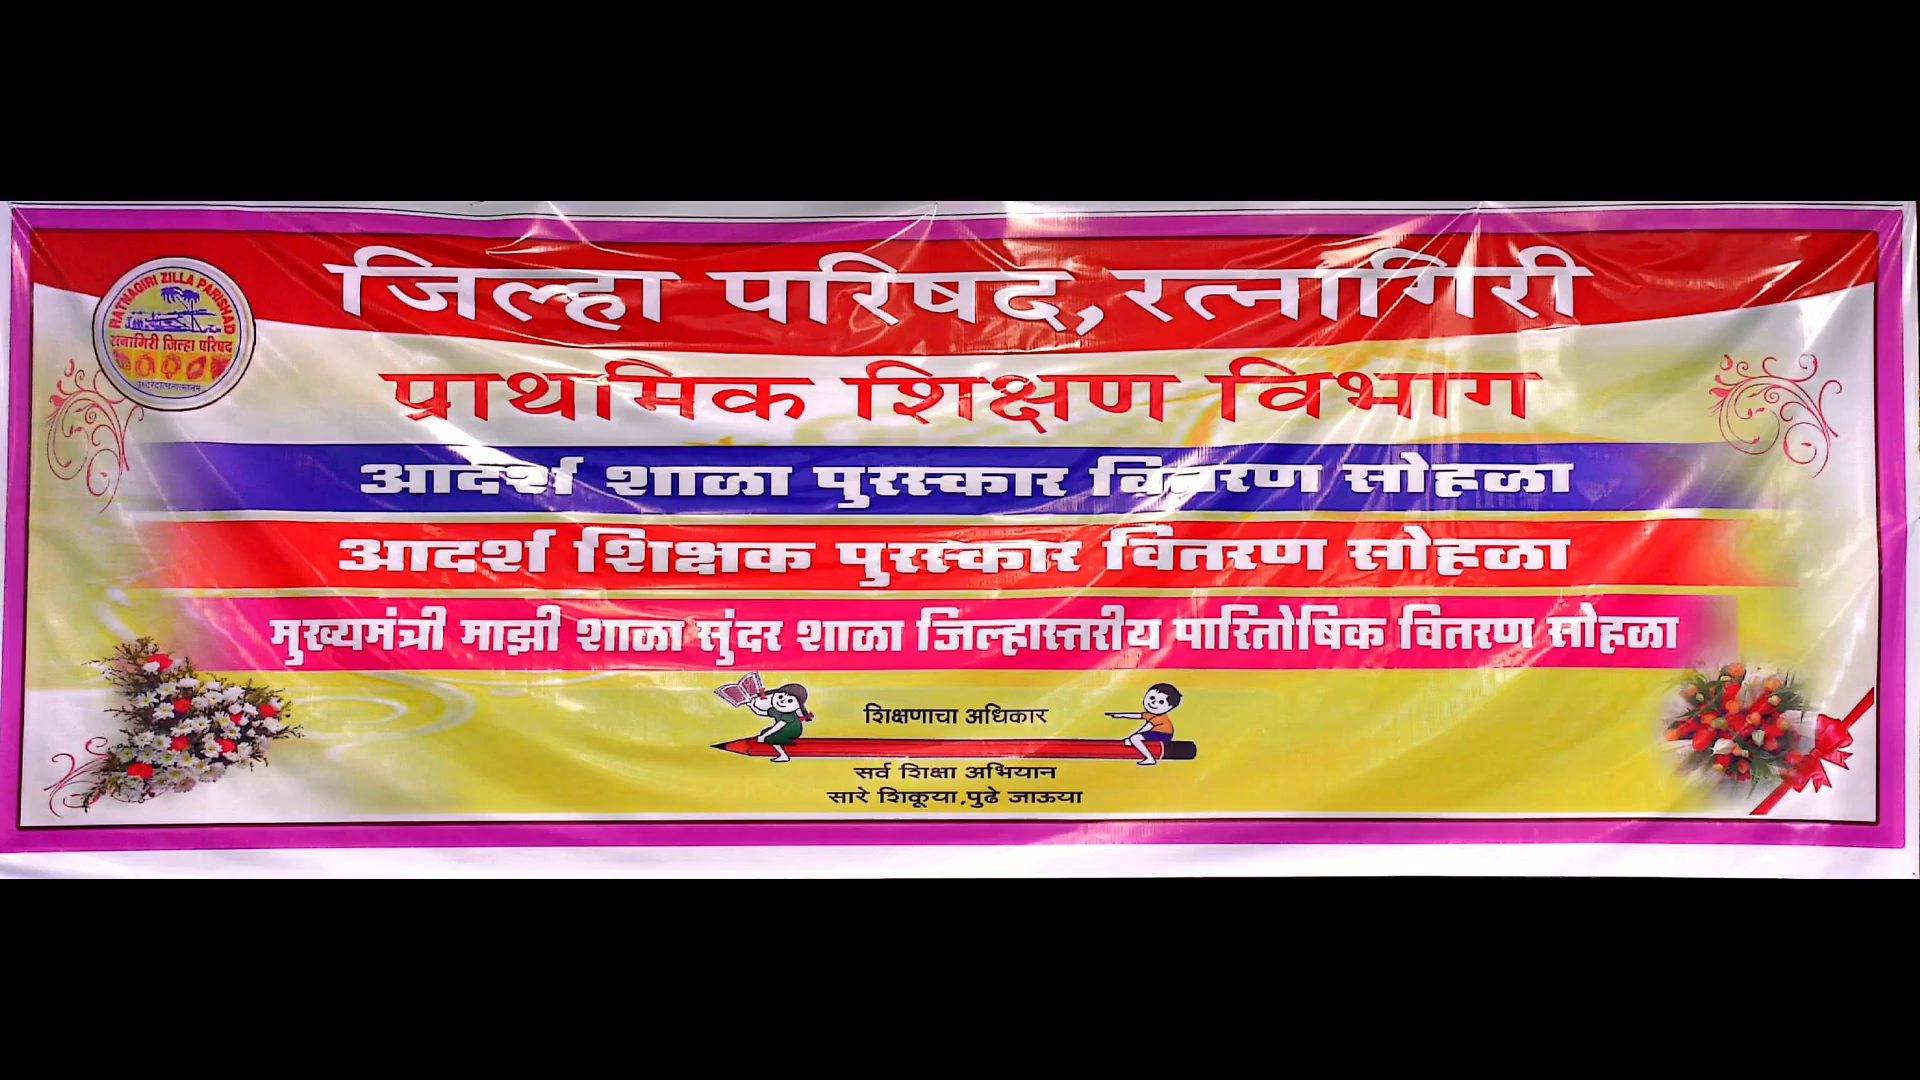 जिल्हा परिषद,रत्नागिरी
RATNAGIRI ZILLA PARISHAD
रत्नागिरी जिल्हा परिषद
प्राथमिक शिक्षण विभाग
आदर्श शाळा पुरस्कार वितरण सोहळा
आदर्श शिक्षक पुरस्कार वितरण सोहळा
मुख्यमंत्री माझी शाळा सुंदर शाळा जिल्हास्तरीय पारितोषिक वितरण सोहळा
शिक्षणाचा अधिकार
सर्व शिक्षा अभियान
सारे शिकूया,पुढे जाऊया